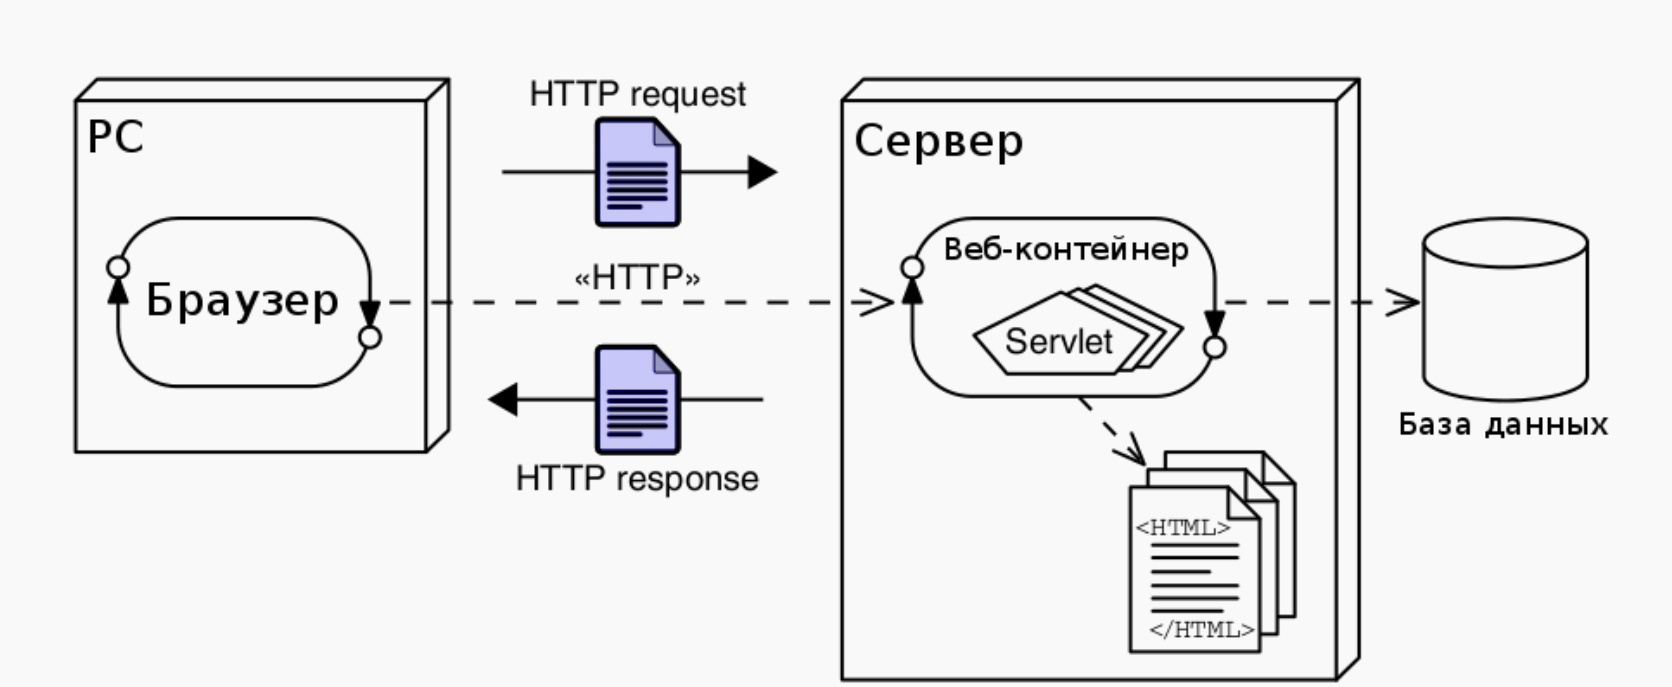 HTTP request
PC
Сервер
Веб-контейнер
«HTTP»
Браузер
Servlet
База данных
HTTP response
<HTML>
</HTML>